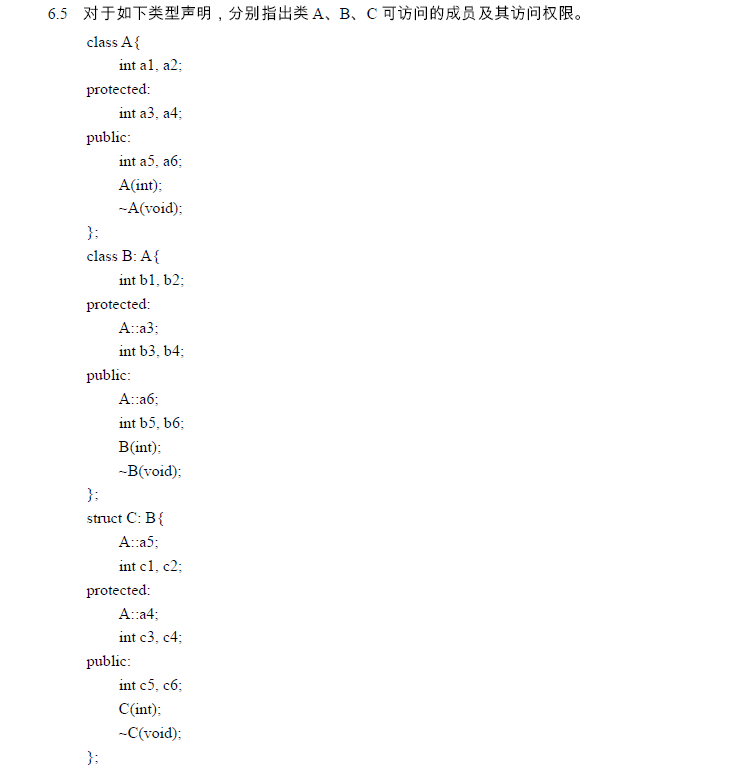 6.5 对于如下类型声明，分别指出类 A、B、C 可访问的成员及其访问权限。
class A{
int a1, a2;
protected:
int a3, a4;
public:
int a5, a6;
A(int);
~A(void);
};
class B: A{
int b1, b2;
protected:
A::a3;
int b3, b4;
public:
A::a6;
int b5, b6;
B(int);
~B(void);
};
struct C: B{
A::a5;
int c1, c2;
protected:
A::a4;
int c3, c4;
public:
int c5, c6;
C(int);
~C(void);
};